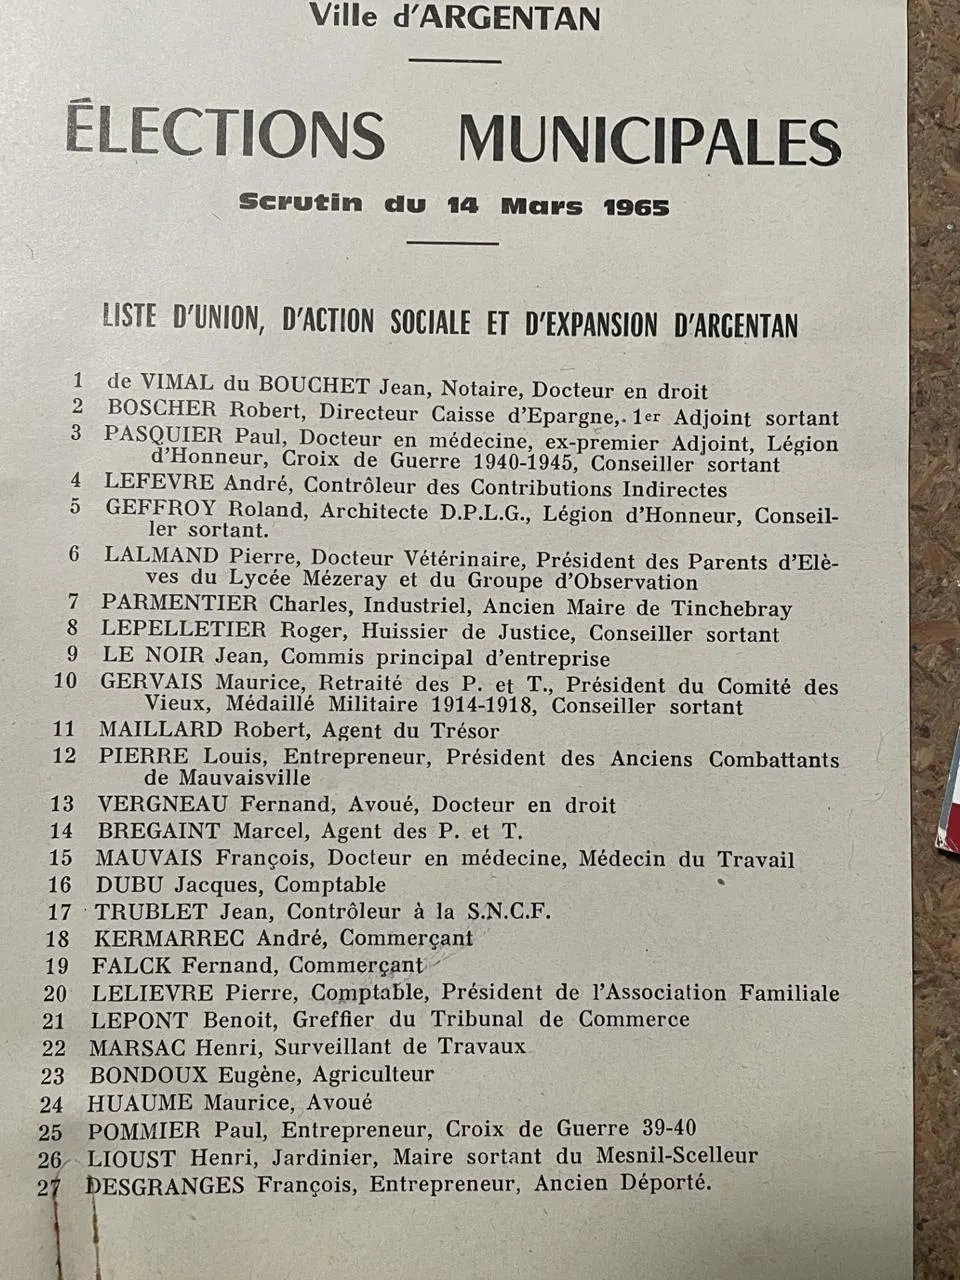 Ville d'ARGENTAN
ÉLECTIONS MUNICIPALES
Scrutin du 14 Mars 1965
LISTE D'UNION, D'ACTION SOCIALE ET D'EXPANSION D'ARGENTAN
1 de VIMAL du BOUCHET Jean, Notaire, Docteur en droit
2 BOSCHER Robert, Directeur Caisse d'Epargne,. 1er Adjoint sortant
3 PASQUIER Paul, Docteur en médecine, ex-premier Adjoint, Légion
d'Honneur, Croix de Guerre 1940-1945, Conseiller sortant
4 LEFEVRE André, Contrôleur des Contributions Indirectes
5 GEFFROY Roland, Architecte D.P.L.G., Légion d'Honneur, Conseil-
ler sortant.
6 LALMAND Pierre, Docteur Vétérinaire, Président des Parents d'Elè-
ves du Lycée Mézeray et du Groupe d'Observation
7 PARMENTIER Charles, Industriel, Ancien Maire de Tinchebray
8 LEPELLETIER Roger, Huissier de Justice, Conseiller sortant
9 LE NOIR Jean, Commis principal d'entreprise
10 GERVAIS Maurice, Retraité des P. et T., Président du Comité des
Vieux, Médaillé Militaire 1914-1918, Conseiller sortant
11 MAILLARD Robert, Agent du Trésor
12 PIERRE Louis, Entrepreneur, Président des Anciens Combattants
de Mauvaisville
13 VERGNEAU Fernand, Avoué, Docteur en droit
14 BREGAINT Marcel, Agent des P. et T.
15 MAUVAIS François, Docteur en médecine, Médecin du Travail
16 DUBU Jacques, Comptable
17 TRUBLET Jean, Contrôleur à la S.N.C.F.
18 KERMARREC André, Commerçant
19 FALCK Fernand, Commerçant
20 LELIEVRE Pierre, Comptable, Président de l'Association Familiale
21 LEPONT Benoit, Greffier du Tribunal de Commerce
22 MARSAC Henri, Surveillant de Travaux
23 BONDOUX Eugène, Agriculteur
24 HUAUME Maurice, Avoué
25 POMMIER Paul, Entrepreneur, Croix de Guerre 39-40
26 LIOUST Henri, Jardinier, Maire sortant du Mesnil-Scelleur
27 DESGRANGES François, Entrepreneur, Ancien Déporté.